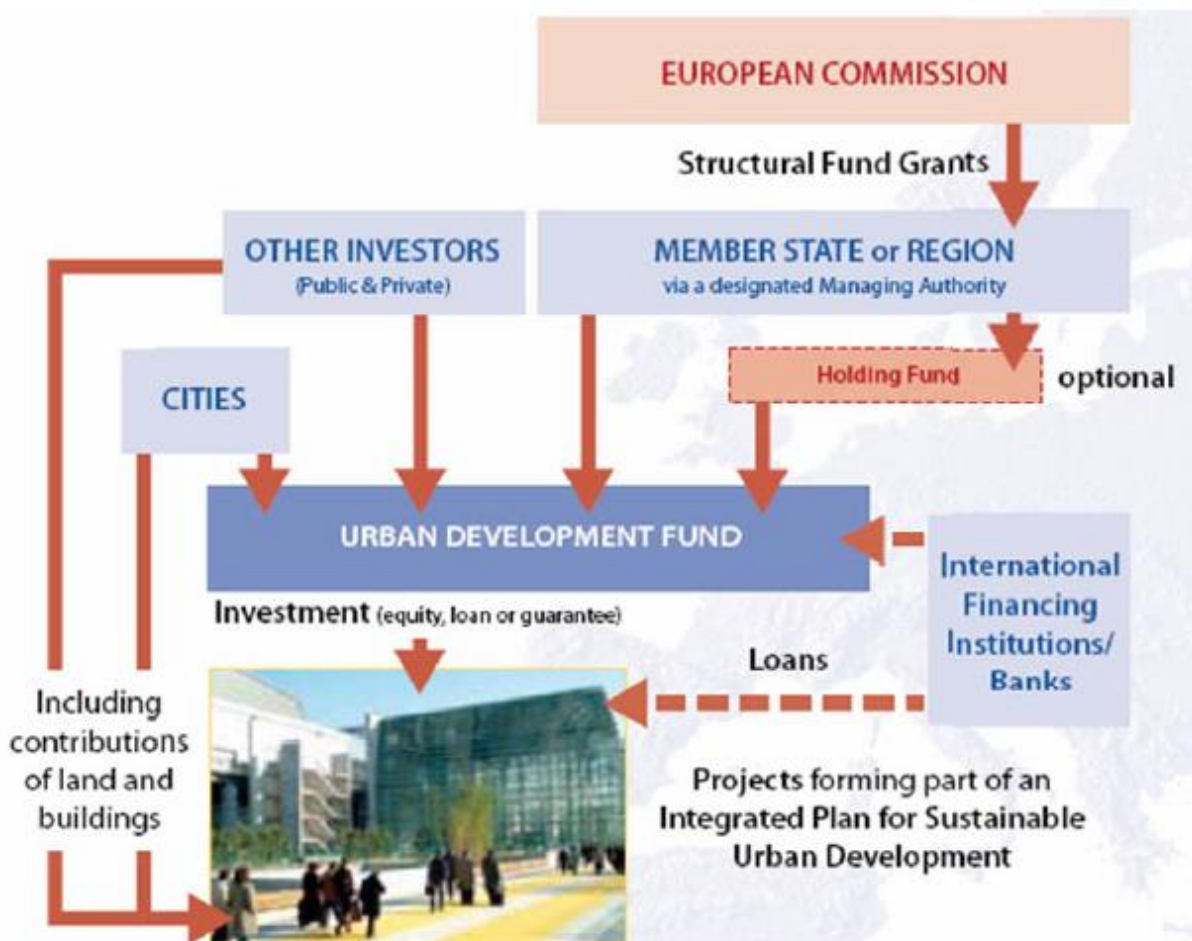 EUROPEAN COMMISSION
Structural Fund Grants
OTHER INVESTORS
(Public & Private)
MEMBER STATE or REGION
via a designated Managing Authority
Holding Fund
optional
CITIES
URBAN DEVELOPMENT FUND
International
Financing
Institutions/
Banks
Investment (equity, loan or guarantee)
Loans
Including
contributions
of land and
buildings
Projects forming part of an
Integrated Plan for Sustainable
Urban Development